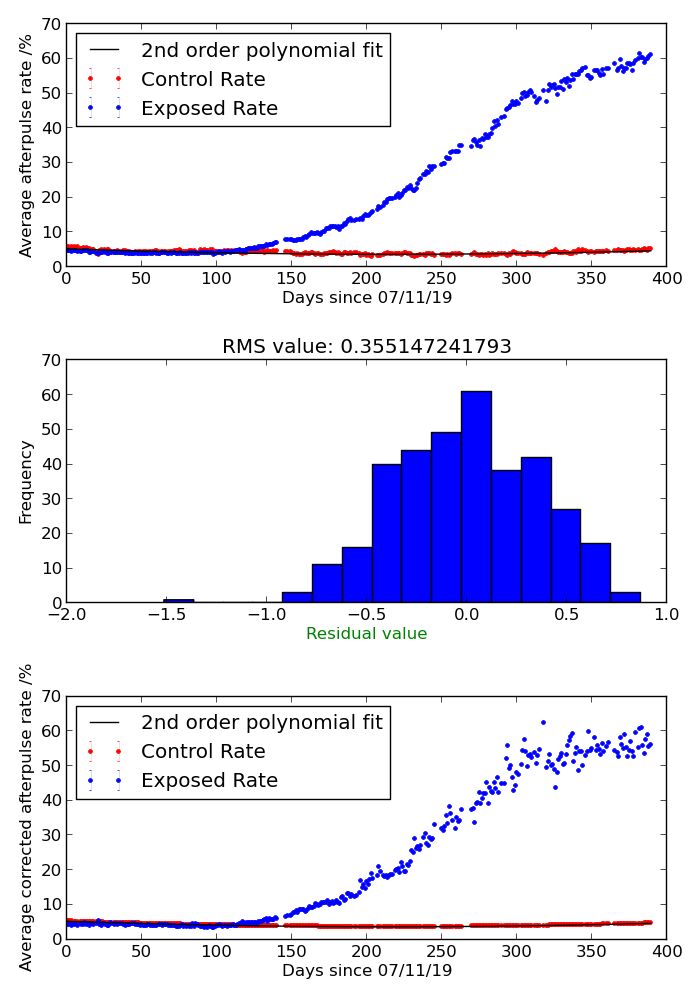 70
60
50
40
30
20
10
0
Average afterpulse rate /%
2nd order polynomial fit
Control Rate
Exposed Rate
0 50 100 150 200 250 300 350 400
Days since 07/11/19
RMS value: 0.355147241793
70
60
50
40
30
20
10
0
Frequency
−2.0 −1.5 −1.0 −0.5 0.0 0.5 1.0
Residual value
70
60
50
40
30
20
10
0
Average corrected afterpulse rate /%
2nd order polynomial fit
Control Rate
Exposed Rate
0 50 100 150 200 250 300 350 400
Days since 07/11/19